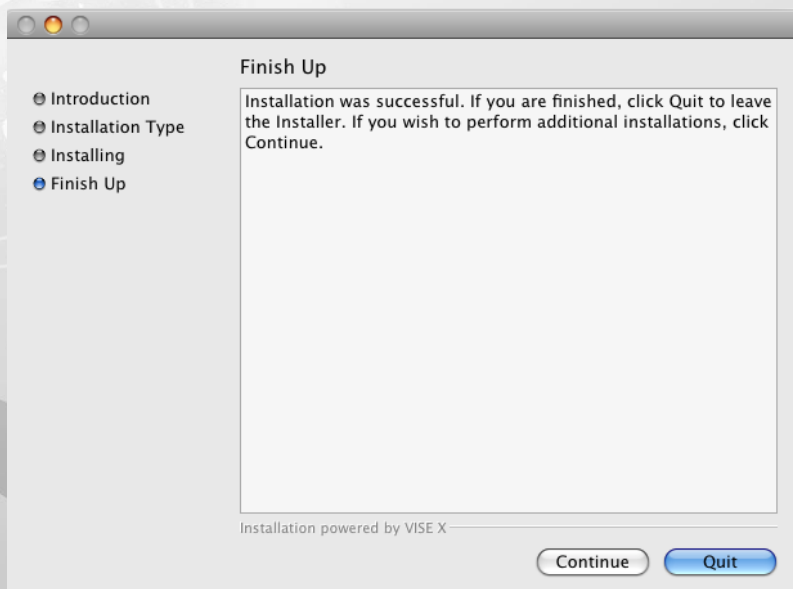 Finish Up
Introduction
Installation Type
Installing
Finish Up
Installation was successful. If you are finished, click Quit to leave
the Installer. If you wish to perform additional installations, click
Continue.
Installation powered by VISE X
Continue
Quit